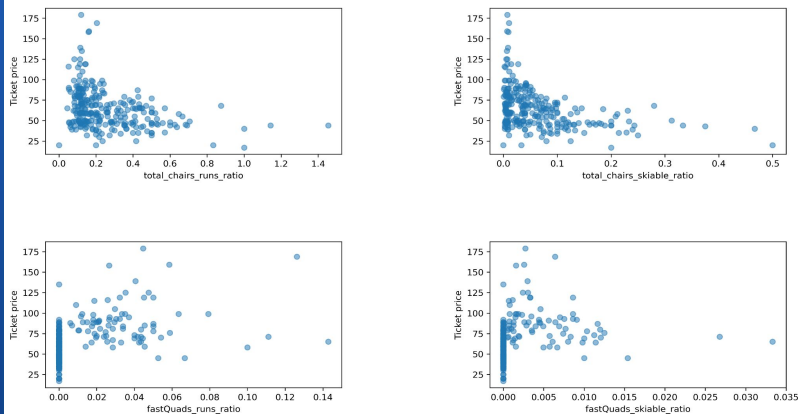 175
150
125
100
75
50
25
Ticket price
0.0 0.2 0.4 0.6 0.8 1.0 1.2 1.4
total_chairs_runs_ratio
175
150
125
100
75
50
25
Ticket price
0.0 0.1 0.2 0.3 0.4 0.5
total_chairs_skiable_ratio
175
150
125
100
75
50
25
Ticket price
0.00 0.02 0.04 0.06 0.08 0.10 0.12 0.14
fastQuads_runs_ratio
175
150
125
100
75
50
25
Ticket price
0.000 0.005 0.010 0.015 0.020 0.025 0.030 0.035
fastQuads_skiable_ratio